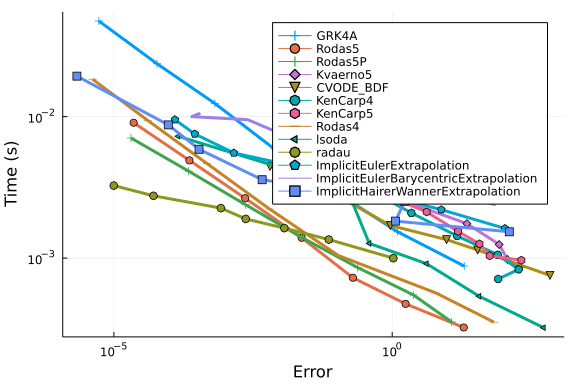 GRK4A
Rodas5
Rodas5P
Kvaerno5
CVODE_BDF
KenCarp4
KenCarp5
Rodas4
lsoda
radau
ImplicitEulerExtrapolation
ImplicitEulerBarycentricExtrapolation
ImplicitHairerWannerExtrapolation
Time (s)
10⁻²
10⁻³
10⁻⁵
10⁰
Error